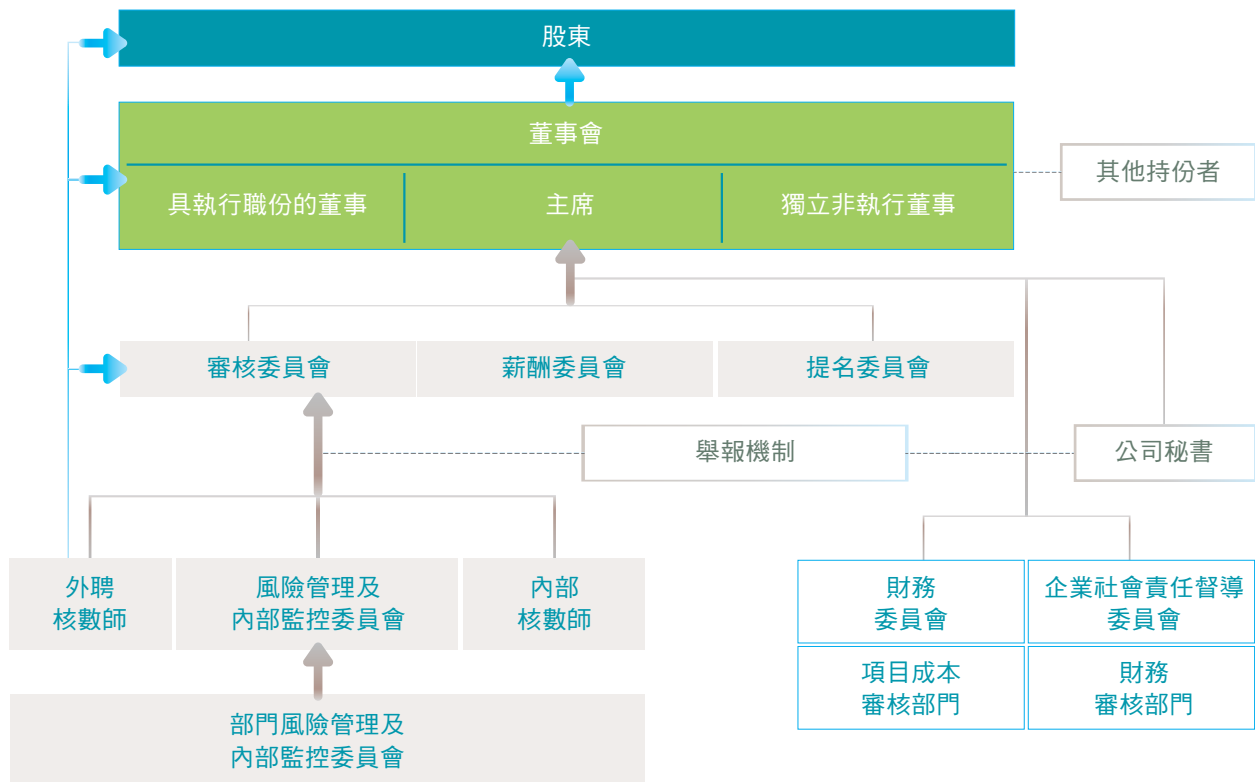 股東
董事會
其他持份者
具執行職份的董事
主席
獨立非執行董事
審核委員會
薪酬委員會
提名委員會
舉報機制
公司秘書
外聘
核數師
風險管理及
內部監控委員會
內部
核數師
財務
委員會
企業社會責任督導
委員會
項目成本
審核部門
財務
審核部門
部門風險管理及
內部監控委員會